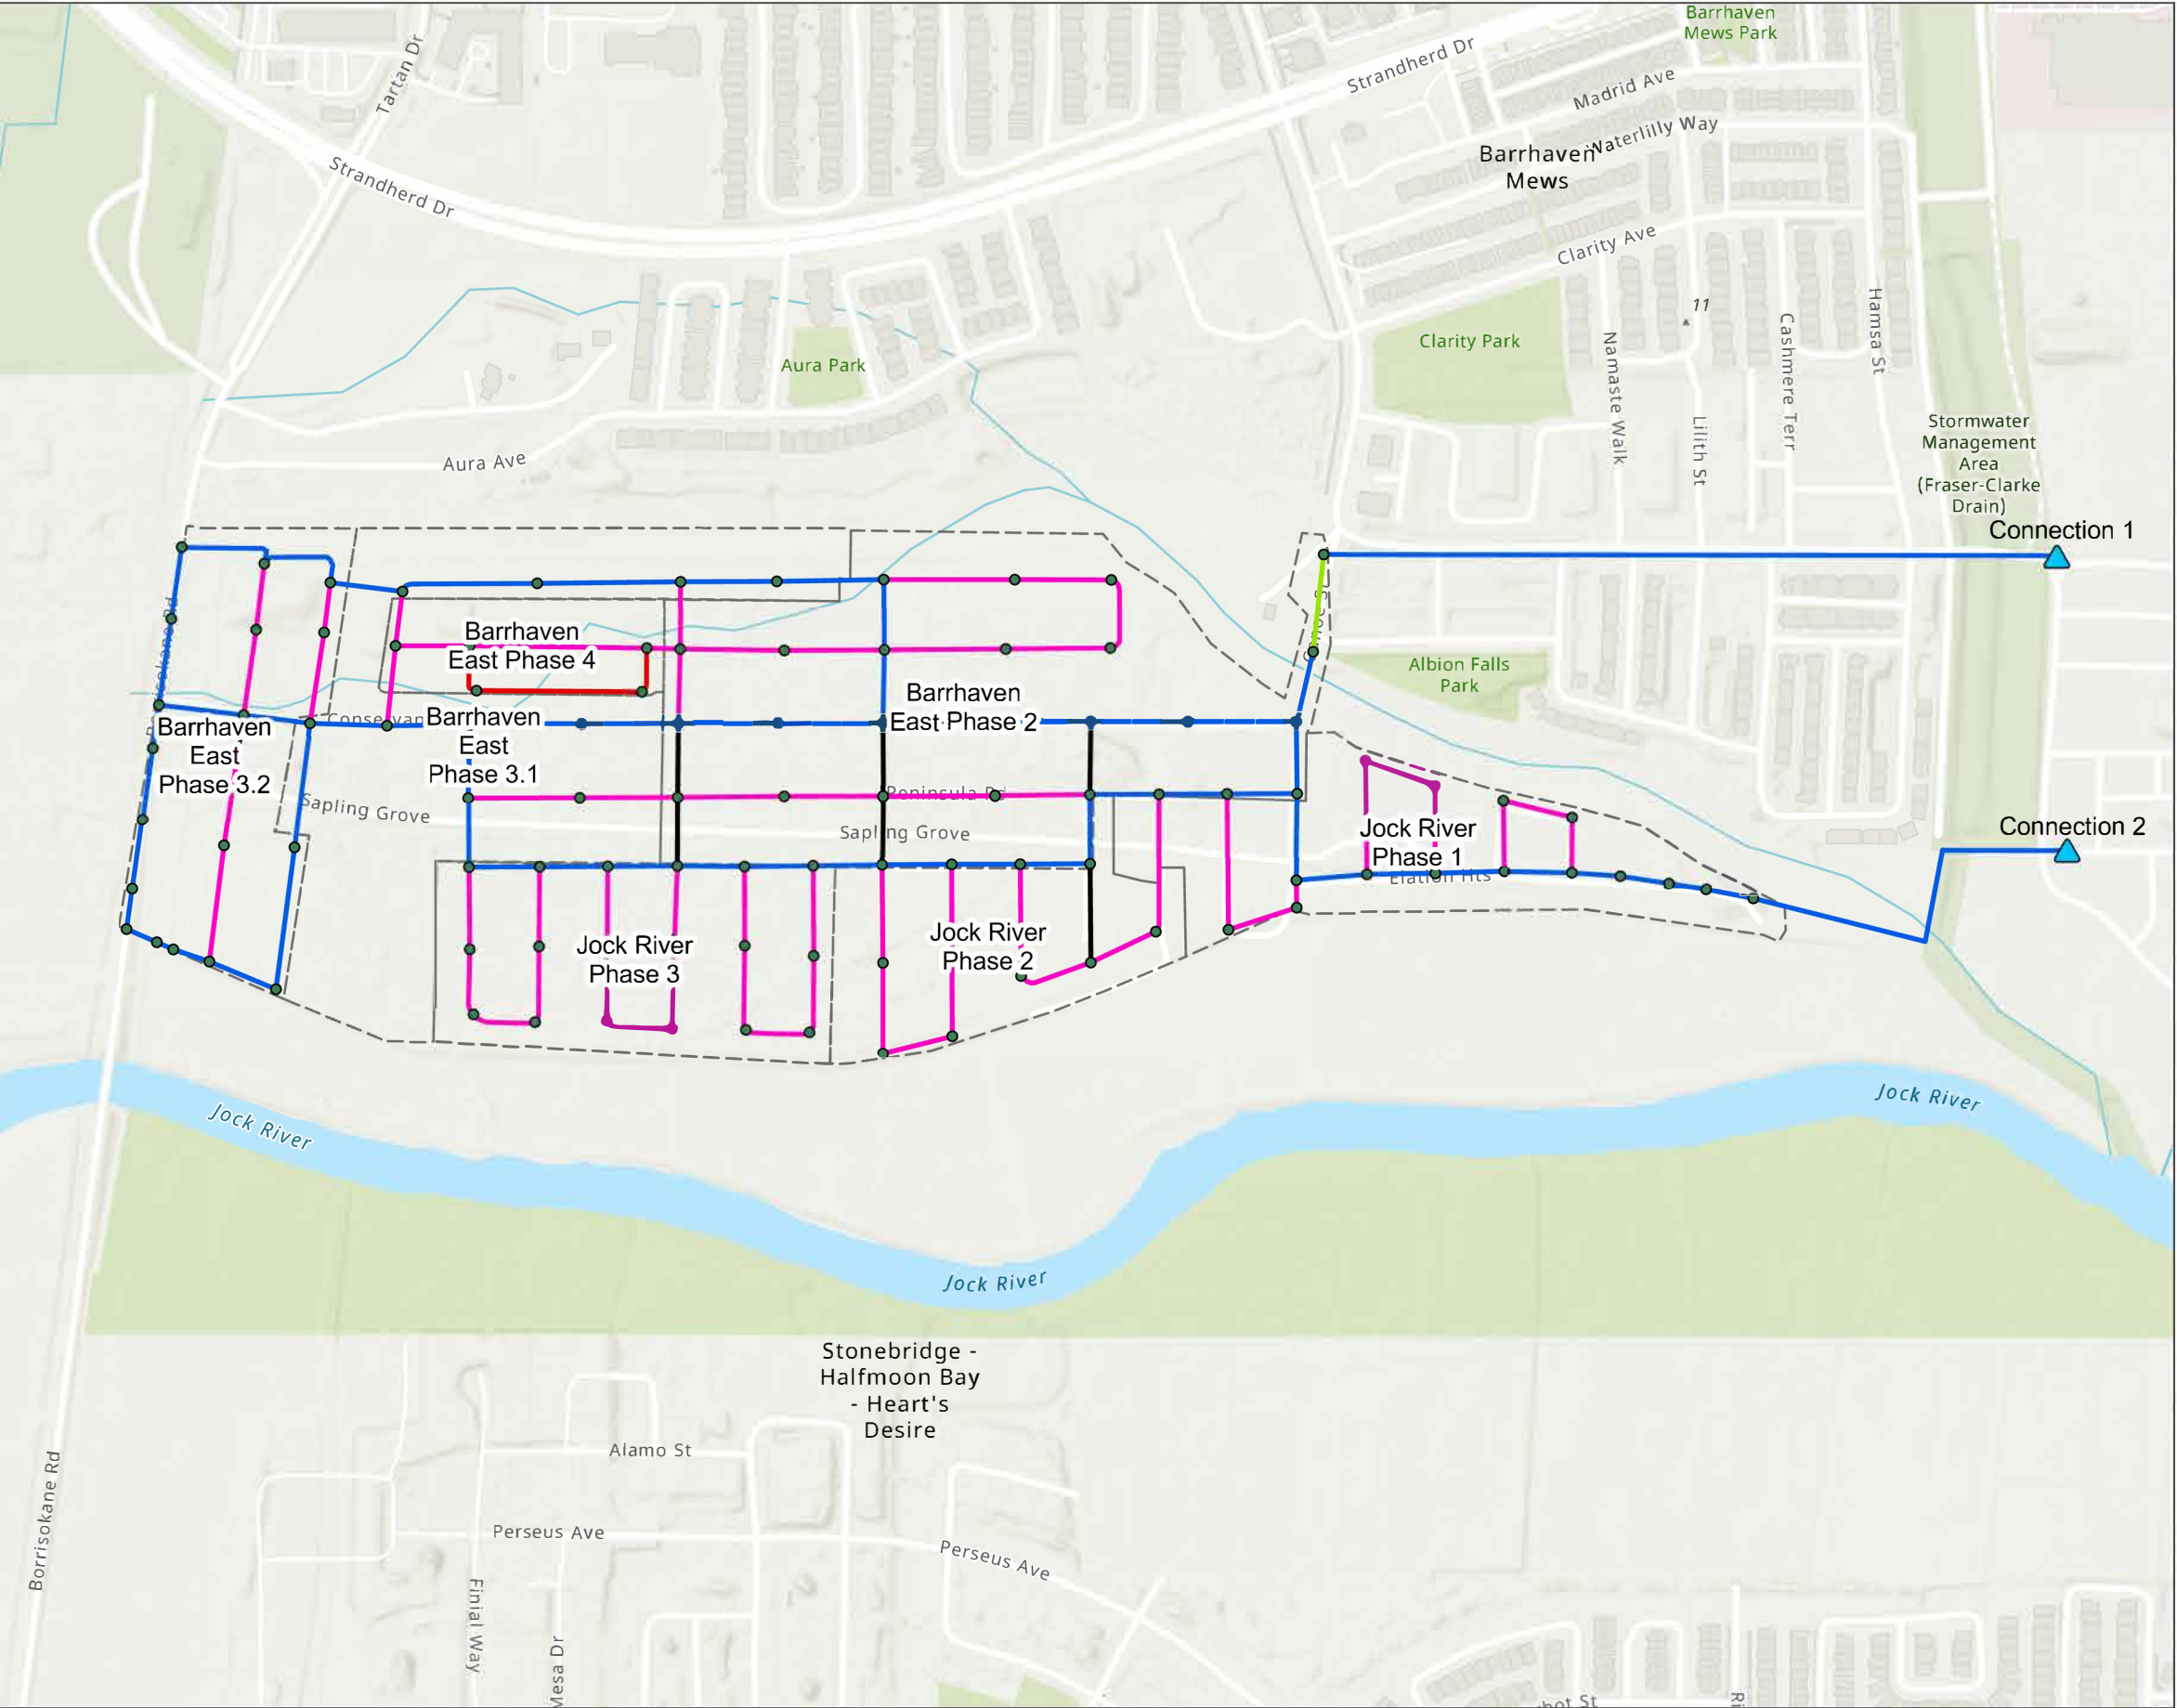 Barrhaven
Mews Park
Tartan Dr
Strandherd Dr
Madrid Ave
Waterlilly Way
Barrhaven
Mews
Strandherd Dr
Clarity Ave
11
Hamsa St
Cashmere Terr
Namaste Walk
Clarity Park
Aura Park
Lilith St
Stormwater
Management
Area
(Fraser-Clarke
Drain)
Aura Ave
Connection 1
Barrhaven
East Phase 4
Albion Falls
Park
Barrhaven
East Phase 2
Barrhaven
East
Phase 3.1
Barrhaven
East
Phase 3.2
Peninsula Rd
Sapling Grove
Sapling Grove
Jock River
Phase 1
Connection 2
Elation Hts
Jock River
Phase 3
Jock River
Phase 2
Jock River
Jock River
Jock River
Stonebridge -
Halfmoon Bay
- Heart's
Desire
Alamo St
Borrisokane Rd
Perseus Ave
Perseus Ave
Finial Way
Mesa Dr